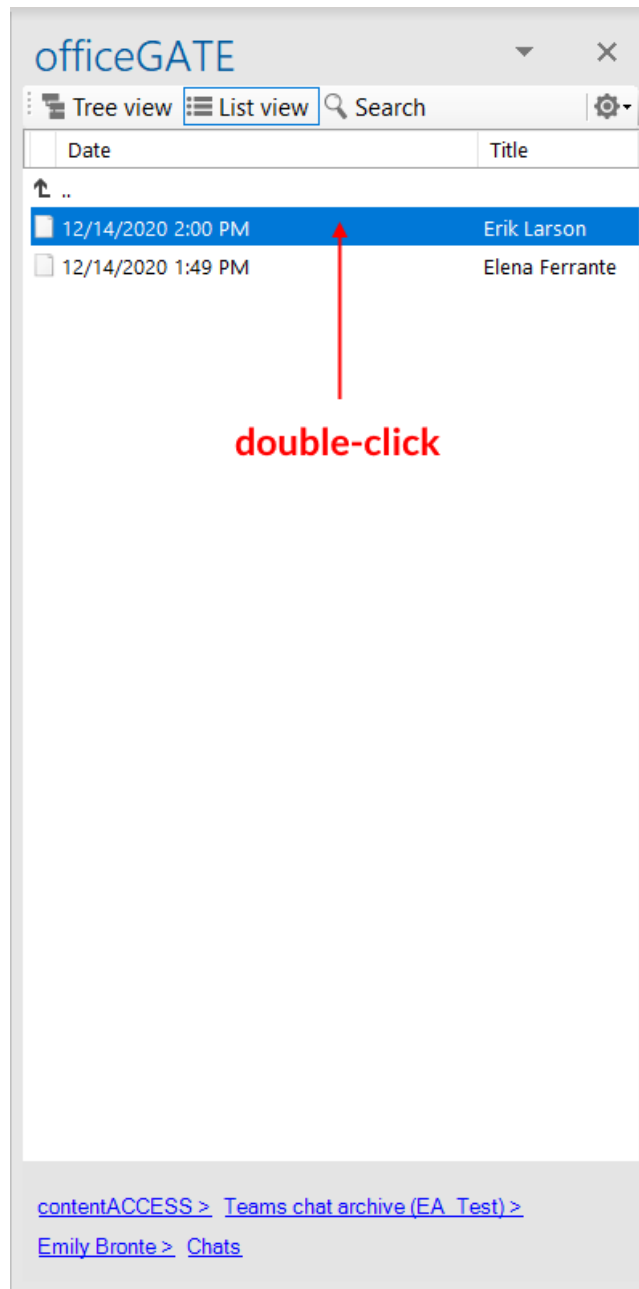 officeGATE
Tree view List view Search
Date Title
..
12/14/2020 2:00 PM Erik Larson
12/14/2020 1:49 PM Elena Ferrante
double-click
contentACCESS > Teams chat archive (EA_Test) >
Emily Bronte > Chats